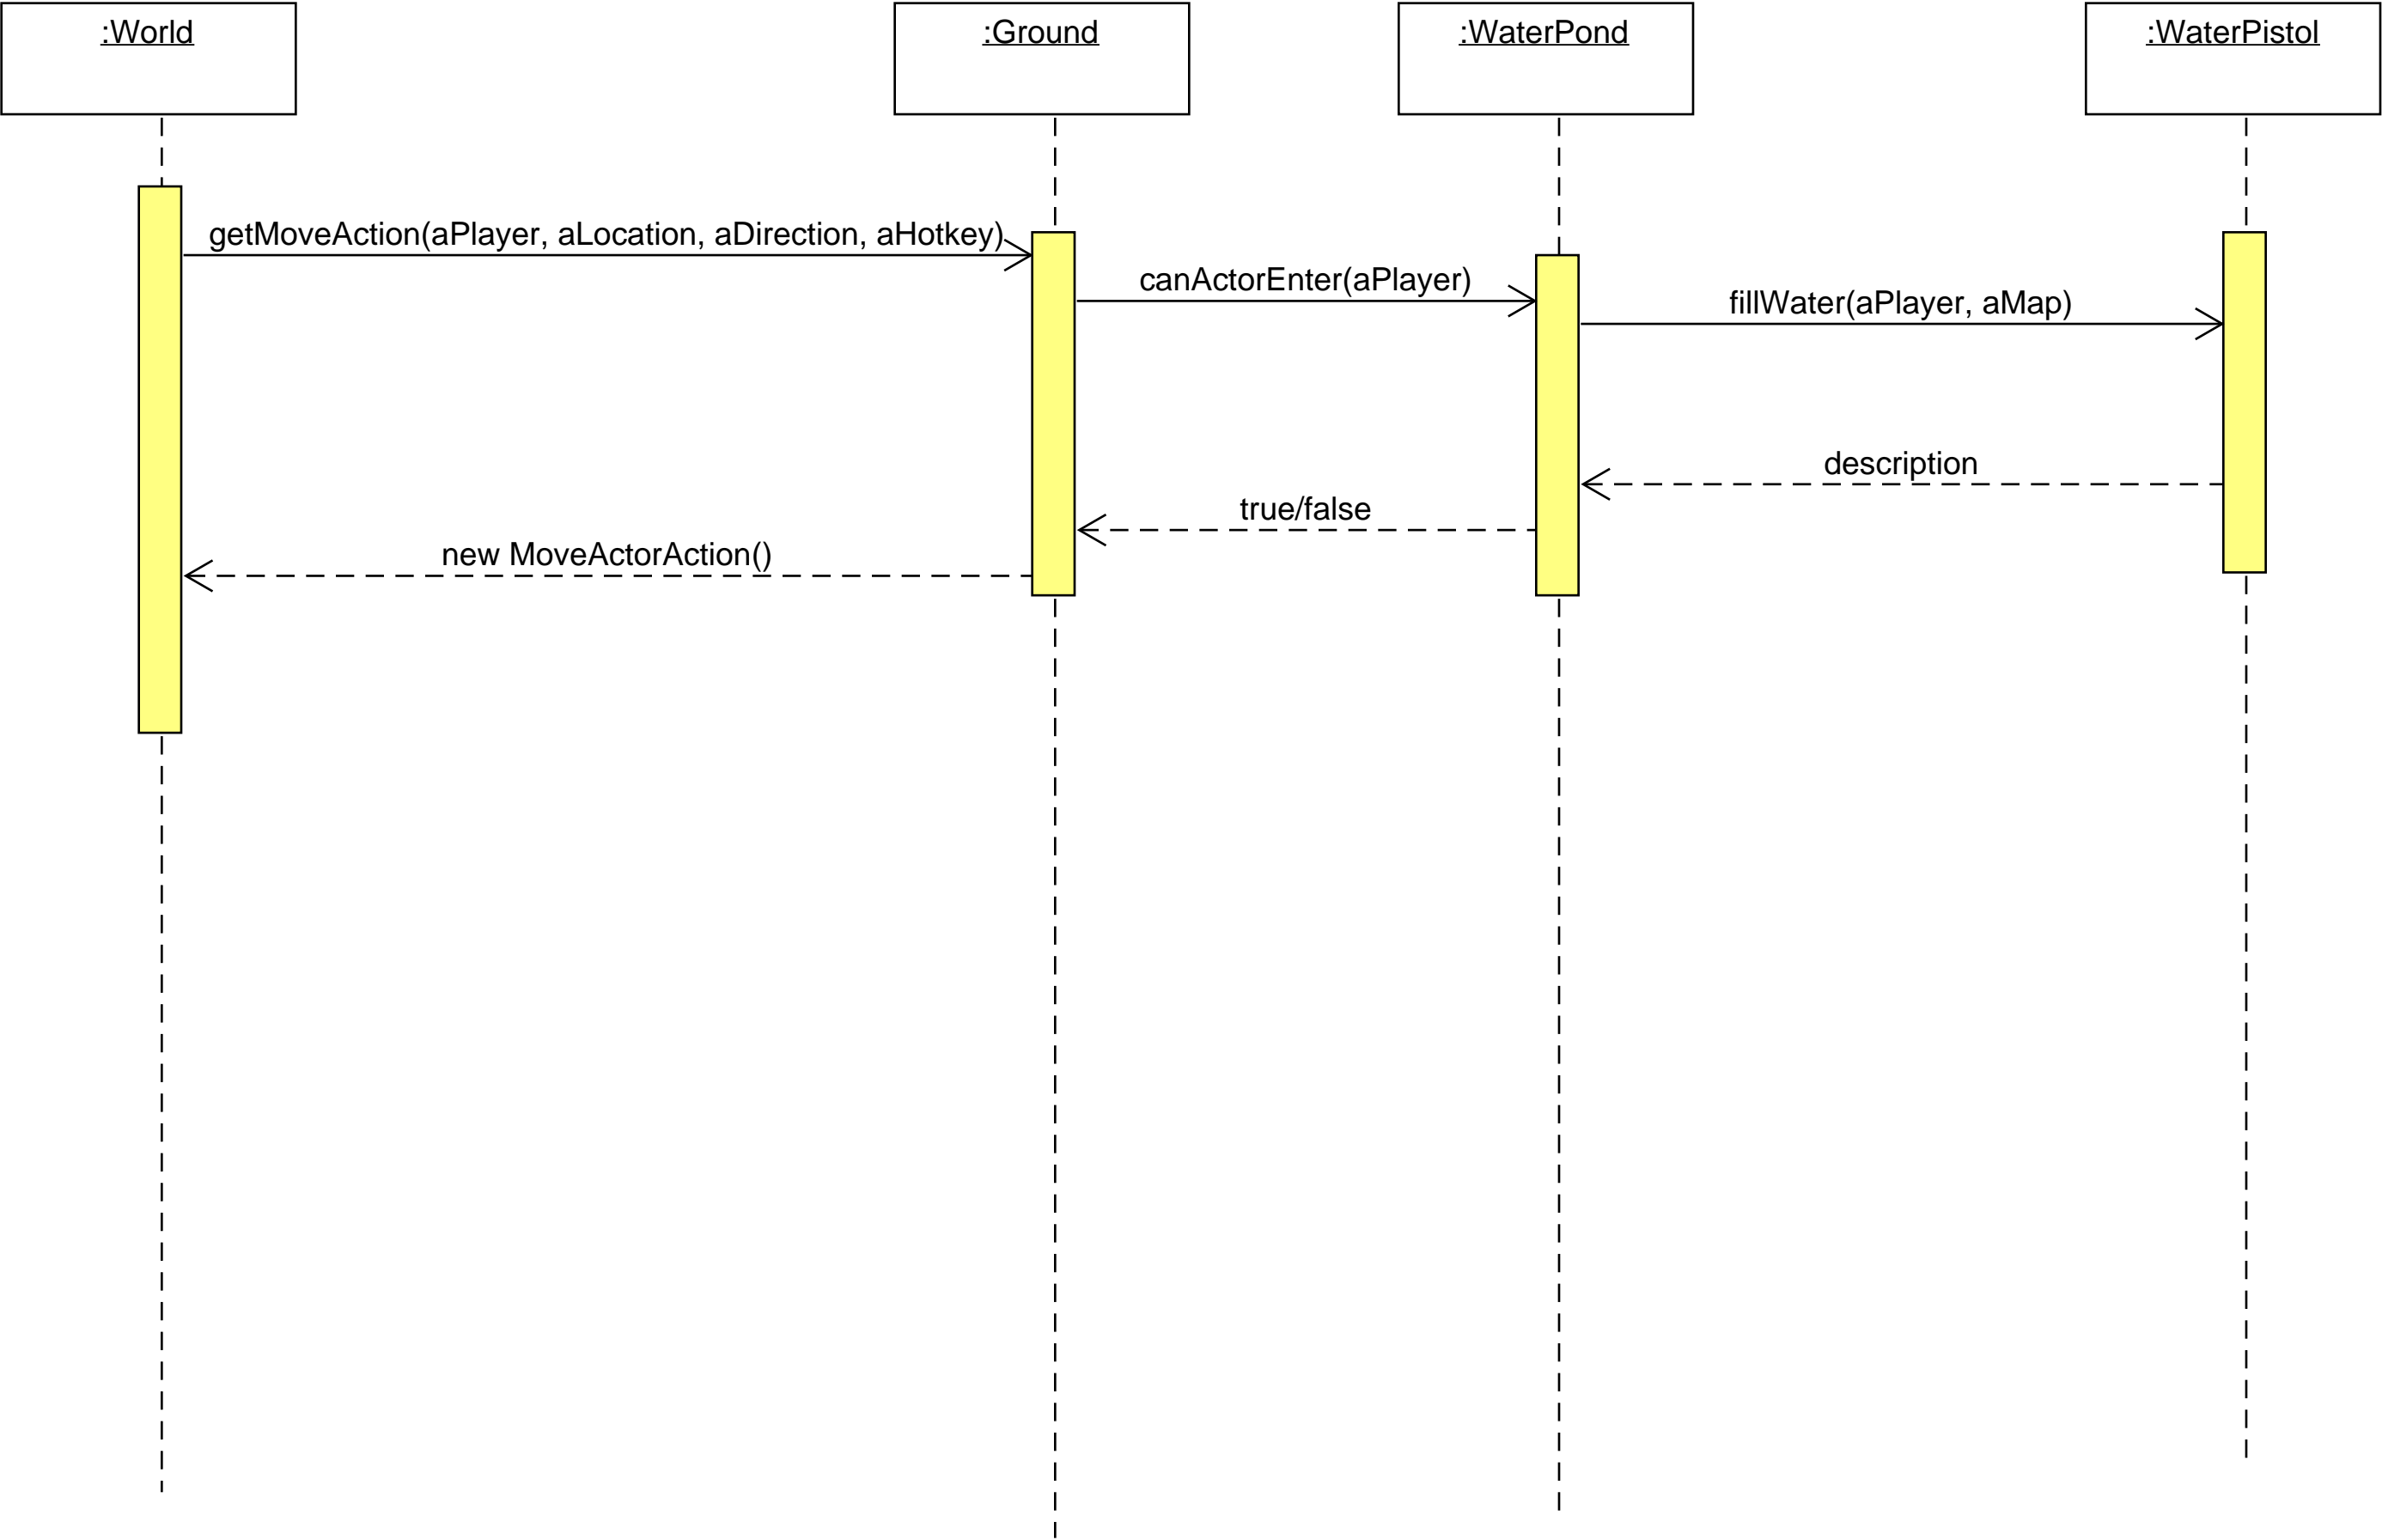 :World
:Ground
:WaterPond
:WaterPistol
getMoveAction(aPlayer, aLocation, aDirection, aHotkey)
canActorEnter(aPlayer)
fillWater(aPlayer, aMap)
description
true/false
new MoveActorAction()